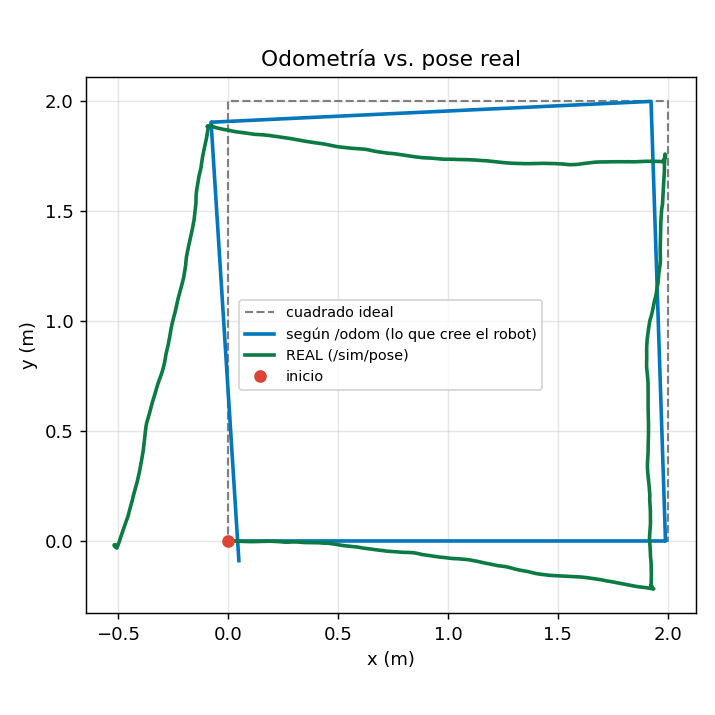 Odometría vs. pose real
2.0
1.5
1.0
0.5
0.0
y (m)
cuadrado ideal
según /odom (lo que cree el robot)
REAL (/sim/pose)
inicio
−0.5 0.0 0.5 1.0 1.5 2.0
x (m)